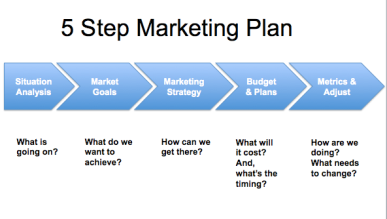 5 Step Marketing Plan
Situation
Analysis
Market
Goals
Marketing
Strategy
Budget
& Plans
Metrics &
Adjust
What is
going on?
What do we
want to
achieve?
How can we
get there?
What will
it cost?
And,
what's the
timing?
How are we
doing?
What needs
to change?